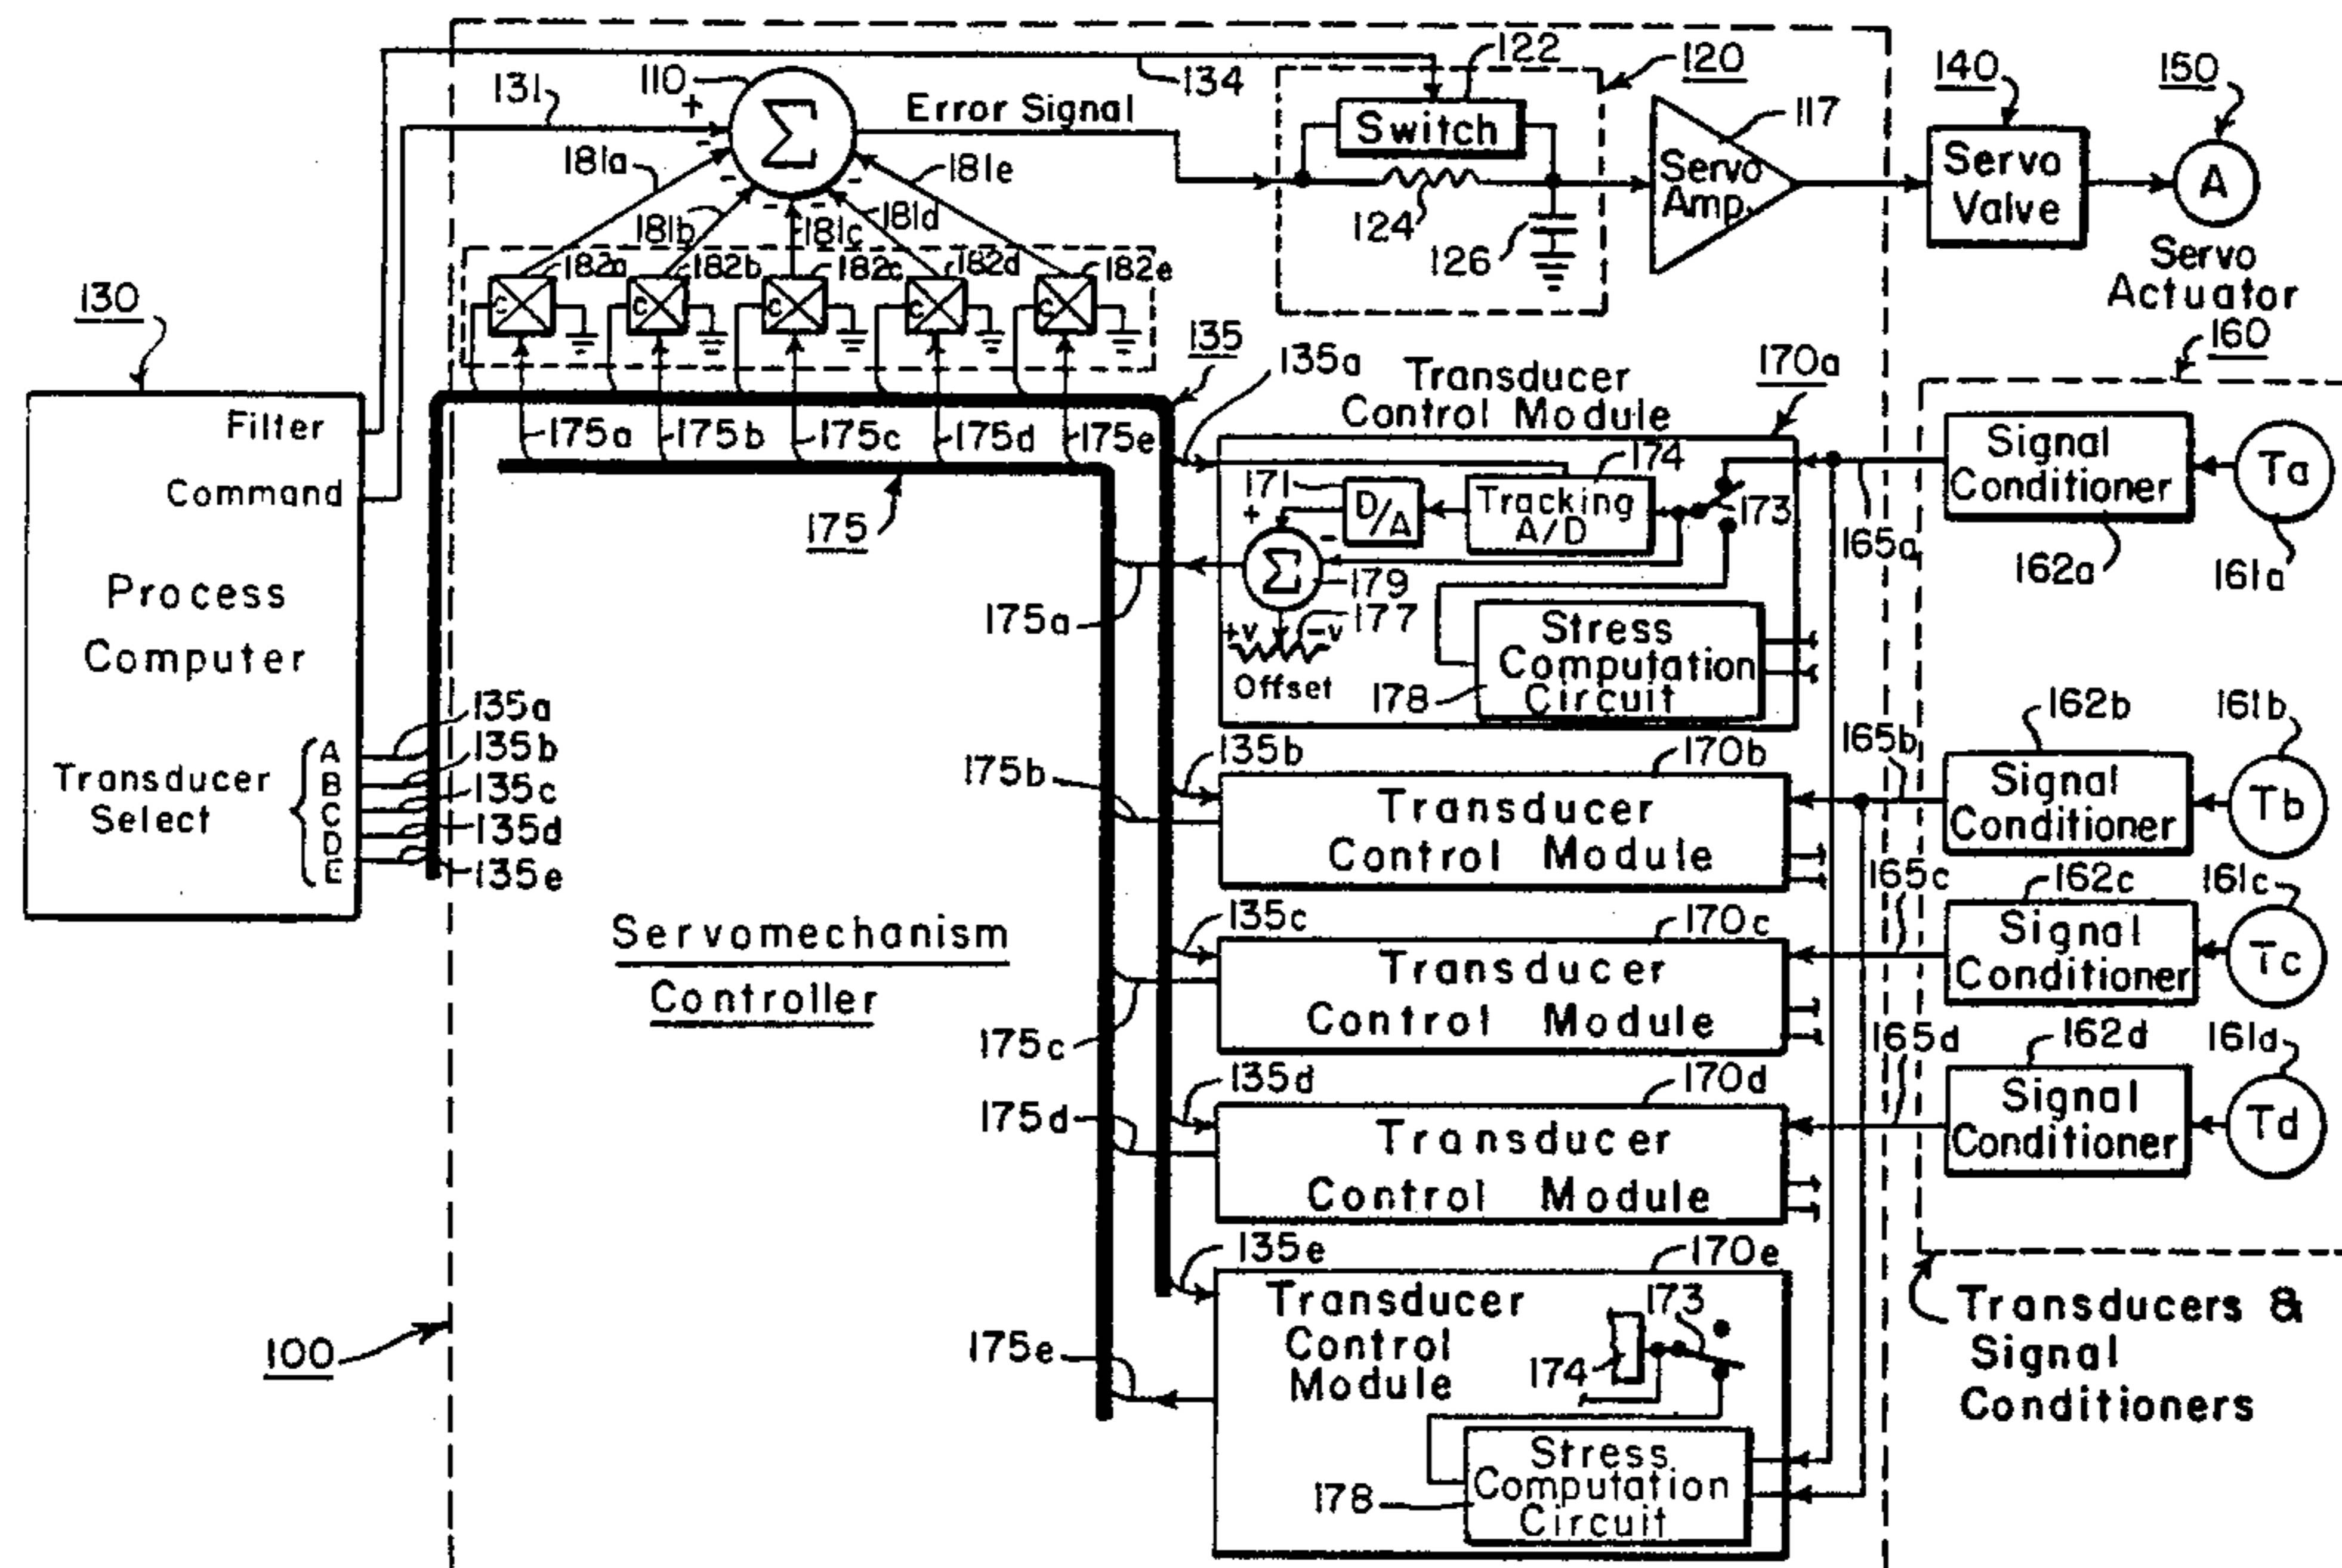 122
120
134
110
+
131
Error Signal
Switch
Σ
-
-
-
-
-
181a
181b
181c
181d
181e
124
126
Servo
Amp.
117
140
Servo
Valve
150
A
Servo
Actuator
182a
182b
182c
182d
182e
C
C
C
C
C
130
Filter
Command
Process
Computer
Transducer
Select
A
B
C
D
E
135a
135b
135c
135d
135e
135
175a
175b
175c
175d
175e
175
135a
Transducer
Control Module
170a
171
D/A
174
Tracking
A/D
173
+
-
Σ
179
175a
+v
-v
177
Offset
178
Stress
Computation
Circuit
160
165a
Signal
Conditioner
162a
Ta
161a
175b
135b
170b
Transducer
Control Module
165b
162b
Signal
Conditioner
161b
Tb
175c
135c
170c
Transducer
Control Module
165c
162c
Signal
Conditioner
161c
Tc
175d
135d
170d
Transducer
Control Module
165d
162d
Signal
Conditioner
161d
Td
Servomechanism
Controller
100
175e
135e
170e
Transducer
Control
Module
173
174
178
Stress
Computation
Circuit
Transducers &
Signal
Conditioners